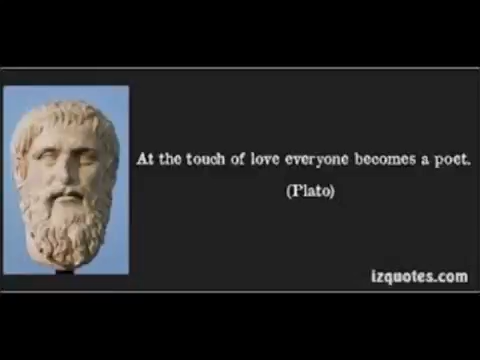 At the touch of love everyone becomes a poet.
(Plato)
izquotes.com